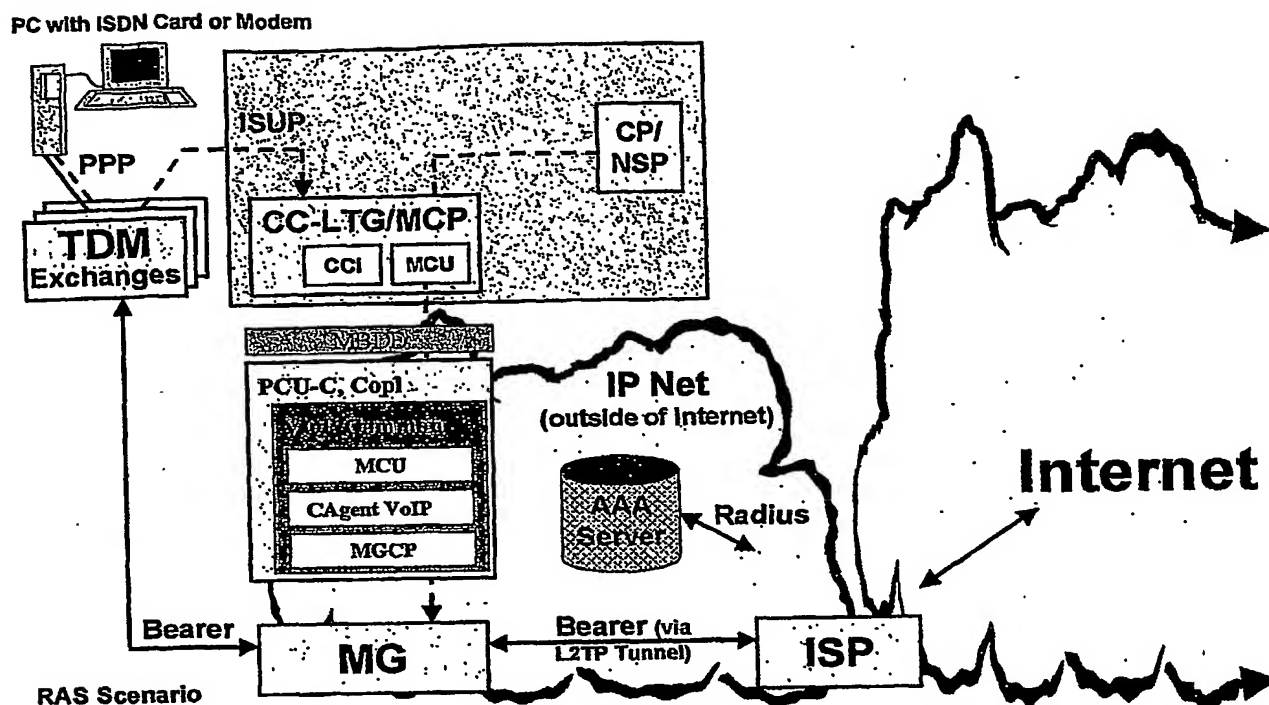 PC with ISDN Card or Modem
ISUP
PPP
CP/
NSP
CC-LTG/MCP
CCI
MCU
TDM
Exchanges
PCU-C, Copl
IP Net
(outside of Internet)
MCU
CAgent VoIP
MGCP
AAA
Server
Radius
Internet
Bearer
MG
Bearer (via
L2TP Tunnel)
ISP
RAS Scenario